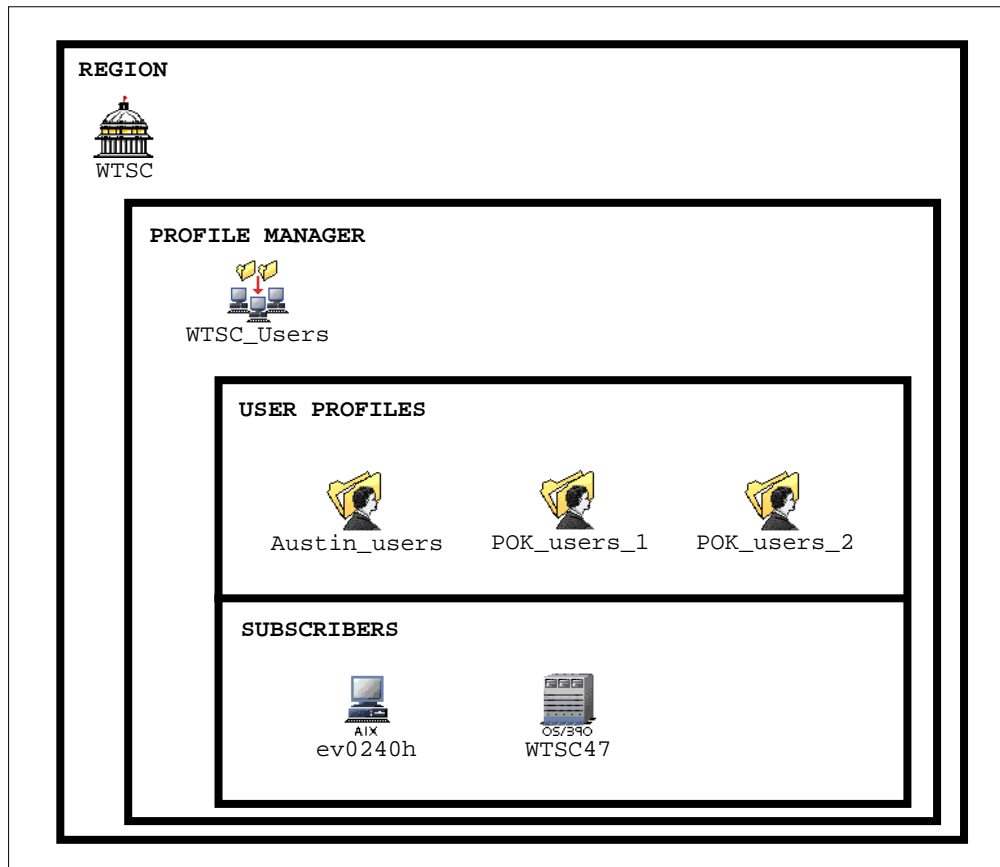 REGION
WTSC
PROFILE MANAGER
WTSC_Users
USER PROFILES
Austin_users POK_users_1 POK_users_2
SUBSCRIBERS
AIX OS/390
ev0240h WTSC47